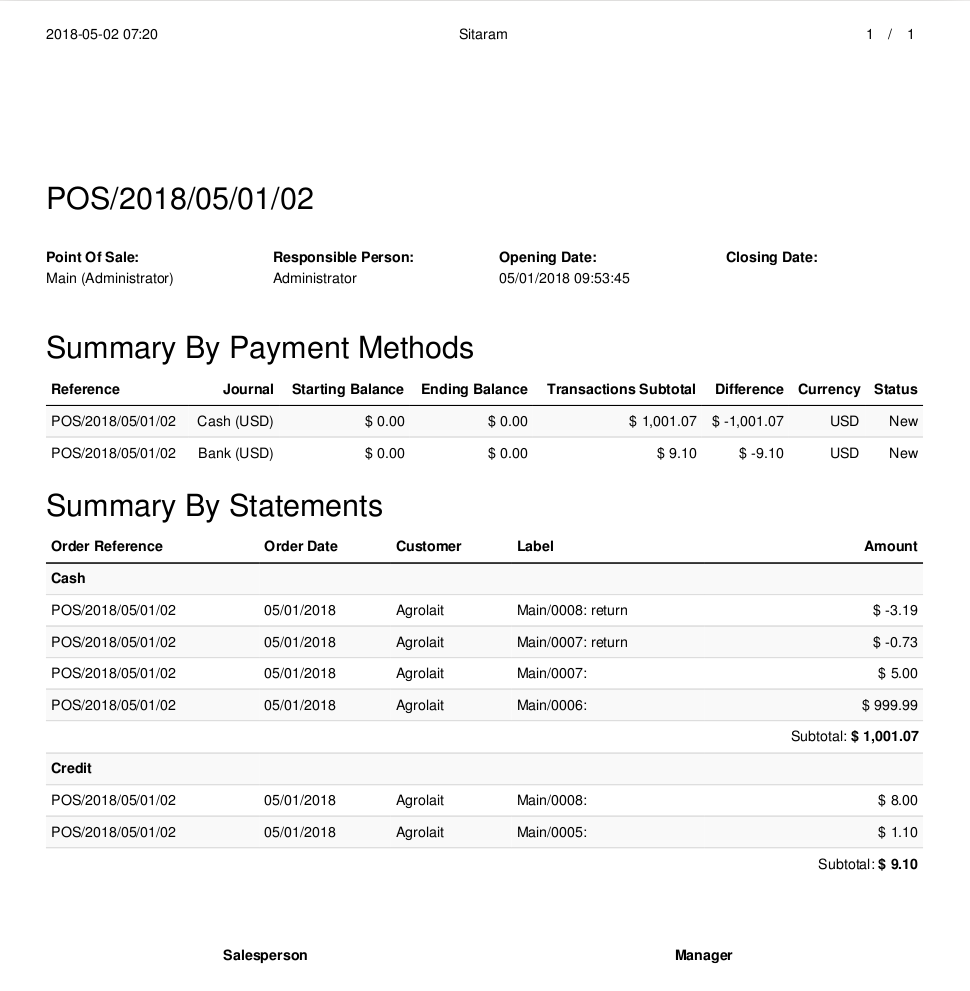 2018-05-02 07:20 Sitaram 1 / 1
POS/2018/05/01/02
Point Of Sale: Responsible Person: Opening Date: Closing Date:
Main (Administrator) Administrator 05/01/2018 09:53:45
Summary By Payment Methods
Reference Journal Starting Balance Ending Balance Transactions Subtotal Difference Currency Status
POS/2018/05/01/02 Cash (USD) $ 0.00 $ 0.00 $ 1,001.07 $ -1,001.07 USD New
POS/2018/05/01/02 Bank (USD) $ 0.00 $ 0.00 $ 9.10 $ -9.10 USD New
Summary By Statements
Order Reference Order Date Customer Label Amount
Cash
POS/2018/05/01/02 05/01/2018 Agrolait Main/0008: return $ -3.19
POS/2018/05/01/02 05/01/2018 Agrolait Main/0007: return $ -0.73
POS/2018/05/01/02 05/01/2018 Agrolait Main/0007: $ 5.00
POS/2018/05/01/02 05/01/2018 Agrolait Main/0006: $ 999.99
Subtotal: $ 1,001.07
Credit
POS/2018/05/01/02 05/01/2018 Agrolait Main/0008: $ 8.00
POS/2018/05/01/02 05/01/2018 Agrolait Main/0005: $ 1.10
Subtotal: $ 9.10
Salesperson Manager